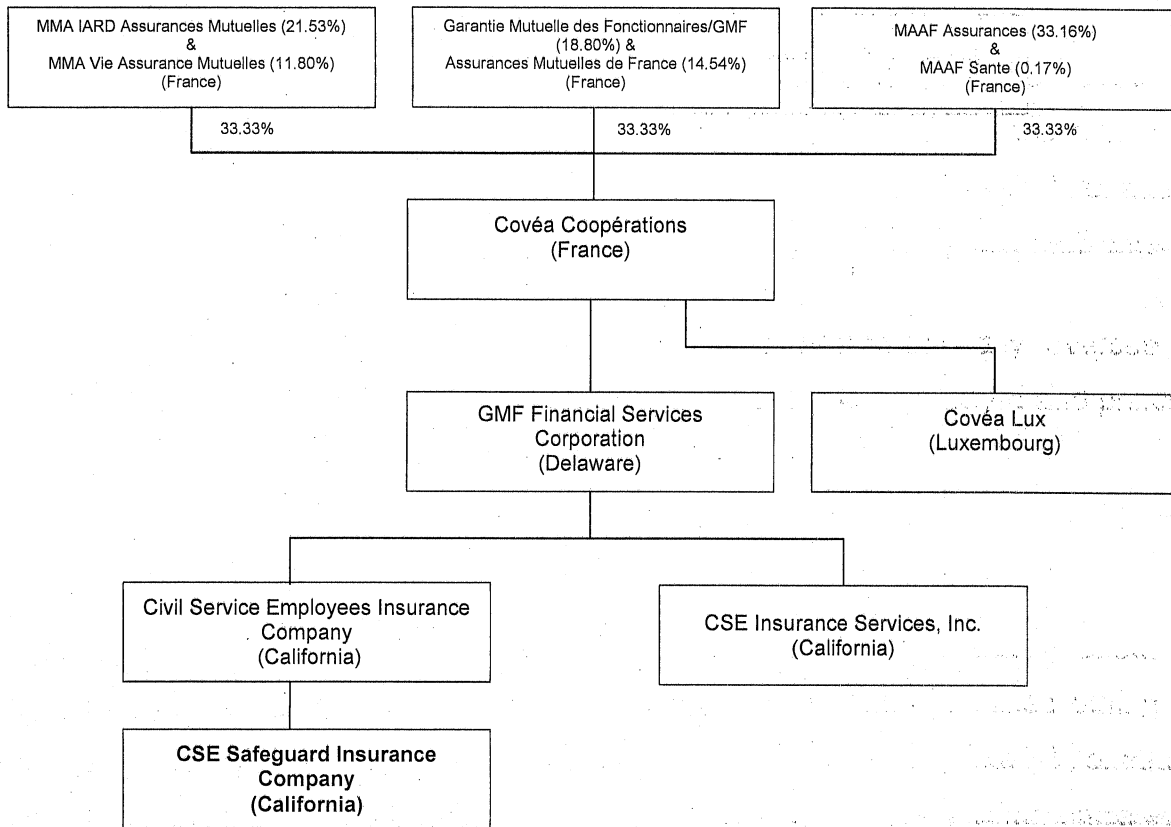 MMA IARD Assurances Mutuelles (21.53%)
&
MMA Vie Assurance Mutuelles (11.80%)
(France)
Garantie Mutuelle des Fonctionnaires/GMF
(18.80%) &
Assurances Mutuelles de France (14.54%)
(France)
MAAF Assurances (33.16%)
&
MAAF Sante (0.17%)
(France)
33.33%
33.33%
33.33%
Covéa Coopérations
(France)
GMF Financial Services
Corporation
(Delaware)
Covéa Lux
(Luxembourg)
Civil Service Employees Insurance
Company
(California)
CSE Insurance Services, Inc.
(California)
CSE Safeguard Insurance
Company
(California)